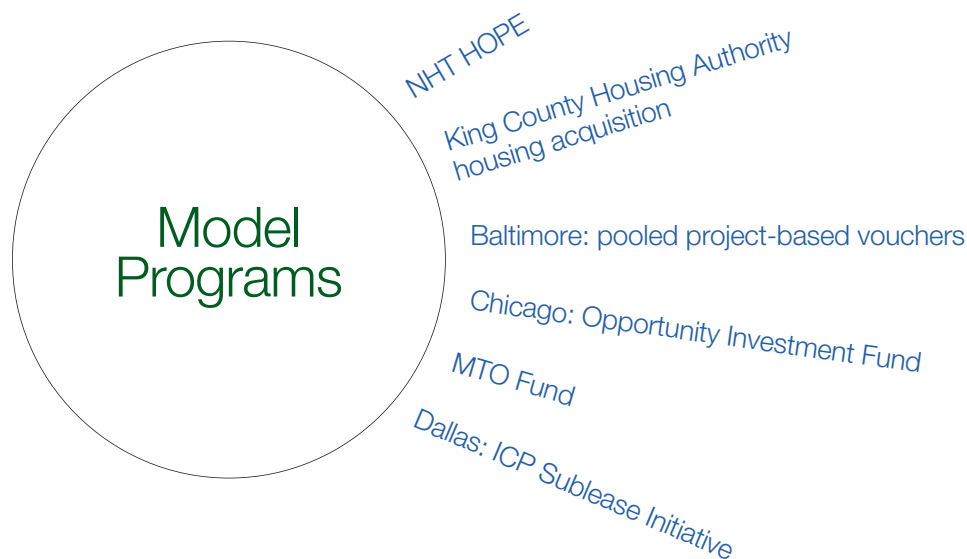 Model
Programs
NHT HOPE
King County Housing Authority
housing acquisition
Baltimore: pooled project-based vouchers
Chicago: Opportunity Investment Fund
MTO Fund
Dallas: ICP Sublease Initiative